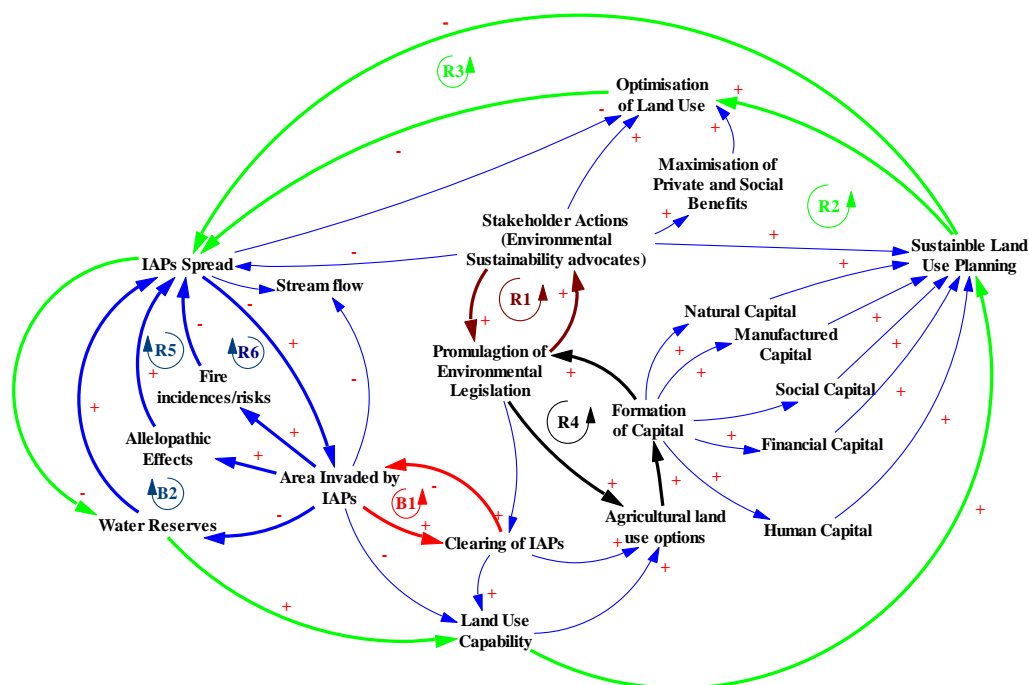 -
R3
Optimisation
of Land Use
+
-
+
+
-
Maximisation of
Private and Social
Benefits
R2
Stakeholder Actions
(Environmental
Sustainability advocates)
+
+
Sustainble Land
Use Planning
IAPs Spread
-
+
Stream flow
R1
+
+
-
Natural Capital
-
+
+
Manufactured
Capital
R5
R6
+
Promulagtion of
Environmental
Legislation
+
+
+
+
Fire
incidences/risks
-
+
Social Capital
+
+
+
R4
Formation
of Capital
Allelopathic
Effects
+
+
+
Financial Capital
Area Invaded by
IAPs
+
+
+
B2
-
B1
-
Water Reserves
-
+
+
Agricultural land
use options
+
Human Capital
+
Clearing of IAPs
-
+
+
+
+
Land Use
Capability